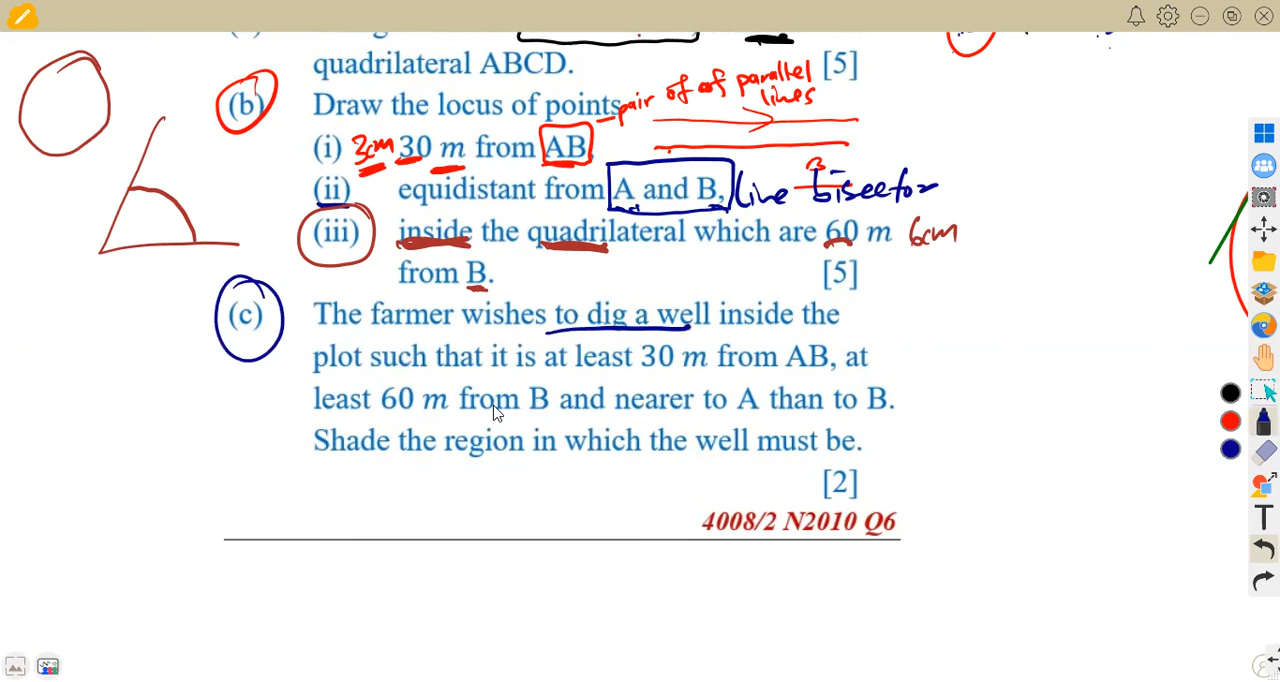 quadrilateral ABCD. [5]
(b) Draw the locus of points - pair of of parallel lines
(i) 3cm 30 m from AB
(ii) equidistant from A and B, line bisector
(iii) inside the quadrilateral which are 60 m 6cm
from B. [5]
(c) The farmer wishes to dig a well inside the
plot such that it is at least 30 m from AB, at
least 60 m from B and nearer to A than to B.
Shade the region in which the well must be.
[2]
4008/2 N2010 Q6